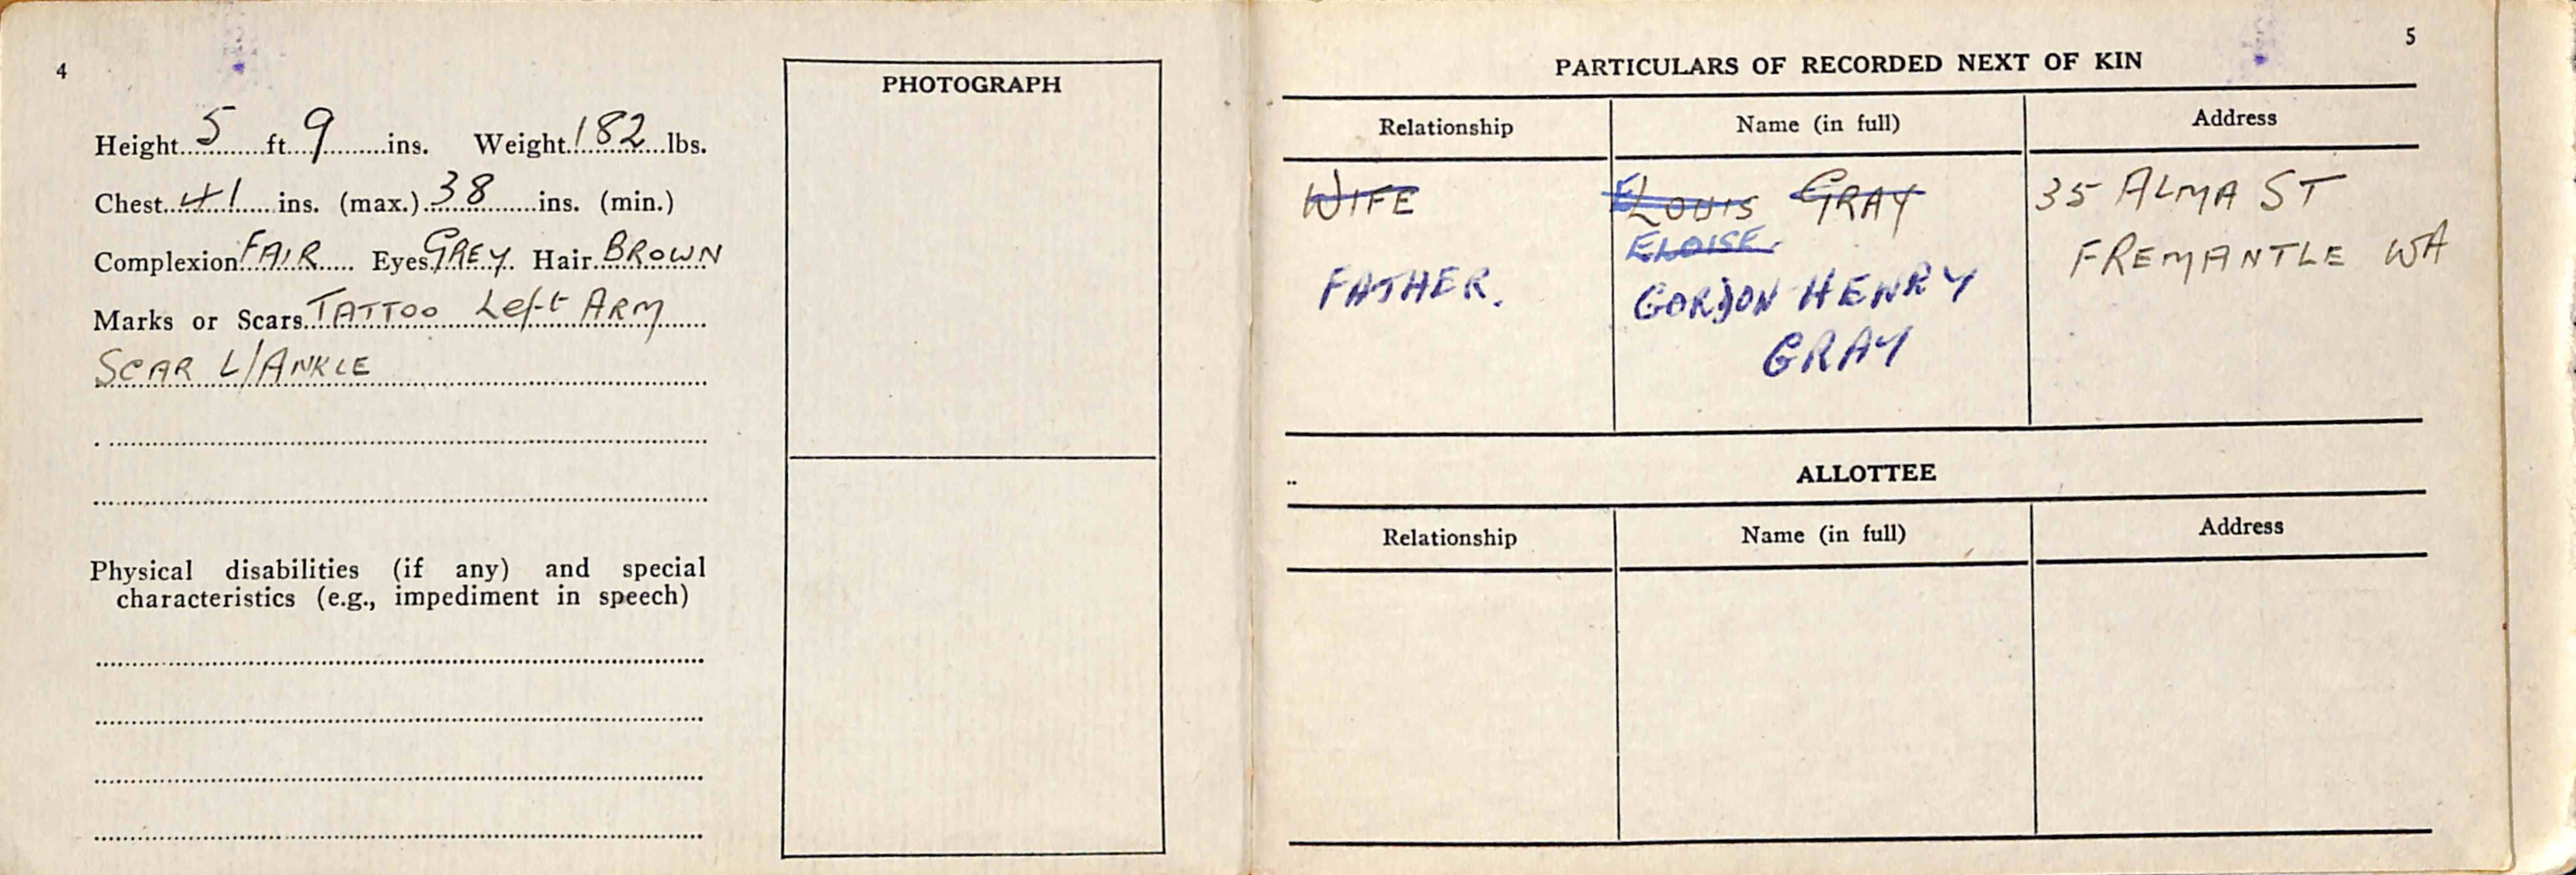 4
Height 5 ft 9 ins. Weight 182 lbs.
Chest 41 ins. (max.) 38 ins. (min.)
Complexion FAIR Eyes GREY Hair BROWN
Marks or Scars TATTOO Left ARM
SCAR L/ANKLE
Physical disabilities (if any) and special
characteristics (e.g., impediment in speech)
PHOTOGRAPH
5
PARTICULARS OF RECORDED NEXT OF KIN
Relationship Name (in full) Address
WIFE ELOUIS GRAY 35 ALMA ST
ELOISE. FREMANTLE WA
FATHER. GORDON HENRY
GRAY
ALLOTTEE
Relationship Name (in full) Address